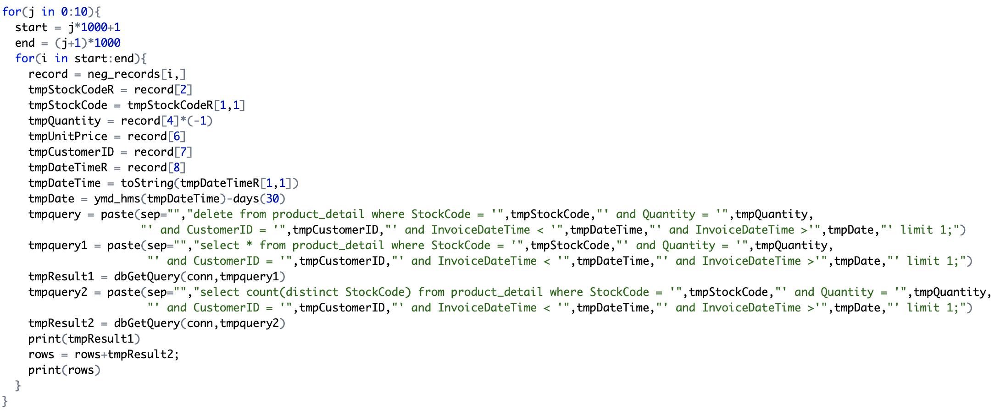 for(j in 0:10){
  start = j*1000+1
  end = (j+1)*1000
  for(i in start:end){
    record = neg_records[i,]
    tmpStockCodeR = record[2]
    tmpStockCode = tmpStockCodeR[1,1]
    tmpQuantity = record[4]*(-1)
    tmpUnitPrice = record[6]
    tmpCustomerID = record[7]
    tmpDateTimeR = record[8]
    tmpDateTime = toString(tmpDateTimeR[1,1])
    tmpDate = ymd_hms(tmpDateTime)-days(30)
    tmpquery = paste(sep="","delete from product_detail where StockCode = '",tmpStockCode,"' and Quantity = '",tmpQuantity,
                     "' and CustomerID = '",tmpCustomerID,"' and InvoiceDateTime < '",tmpDateTime,"' and InvoiceDateTime >'",tmpDate,"' limit 1;")
    tmpquery1 = paste(sep="","select * from product_detail where StockCode = '",tmpStockCode,"' and Quantity = '",tmpQuantity,
                      "' and CustomerID = '",tmpCustomerID,"' and InvoiceDateTime < '",tmpDateTime,"' and InvoiceDateTime >'",tmpDate,"' limit 1;")
    tmpResult1 = dbGetQuery(conn,tmpquery1)
    tmpquery2 = paste(sep="","select count(distinct StockCode) from product_detail where StockCode = '",tmpStockCode,"' and Quantity = '",tmpQuantity,
                      "' and CustomerID = '",tmpCustomerID,"' and InvoiceDateTime < '",tmpDateTime,"' and InvoiceDateTime >'",tmpDate,"' limit 1;")
    tmpResult2 = dbGetQuery(conn,tmpquery2)
    print(tmpResult1)
    rows = rows+tmpResult2;
    print(rows)
  }
}